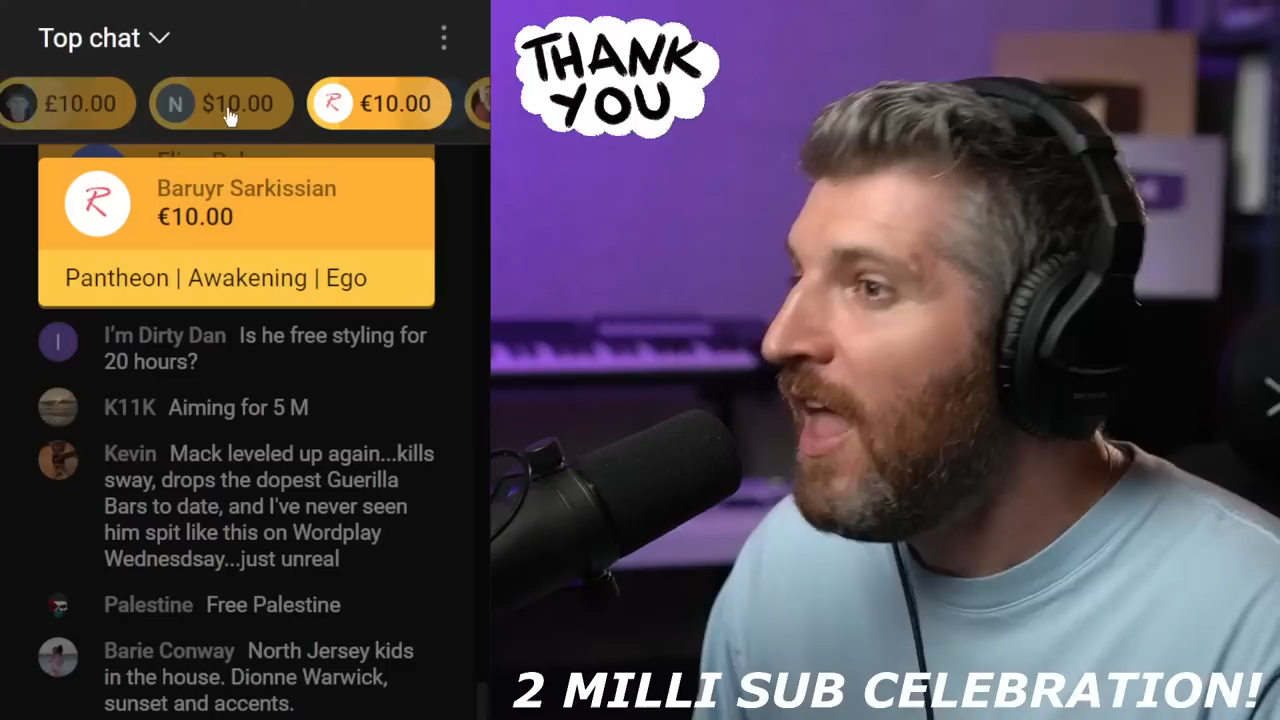 Top chat
£10.00
N $10.00
R €10.00
Baruyr Sarkissian
€10.00
R
Pantheon | Awakening | Ego
I I’m Dirty Dan Is he free styling for
20 hours?
K11K Aiming for 5 M
Kevin Mack leveled up again...kills
sway, drops the dopest Guerilla
Bars to date, and I've never seen
him spit like this on Wordplay
Wednesdsay...just unreal
Palestine Free Palestine
Barie Conway North Jersey kids
in the house. Dionne Warwick,
sunset and accents.
THANK
YOU
2 MILLI SUB CELEBRATION!